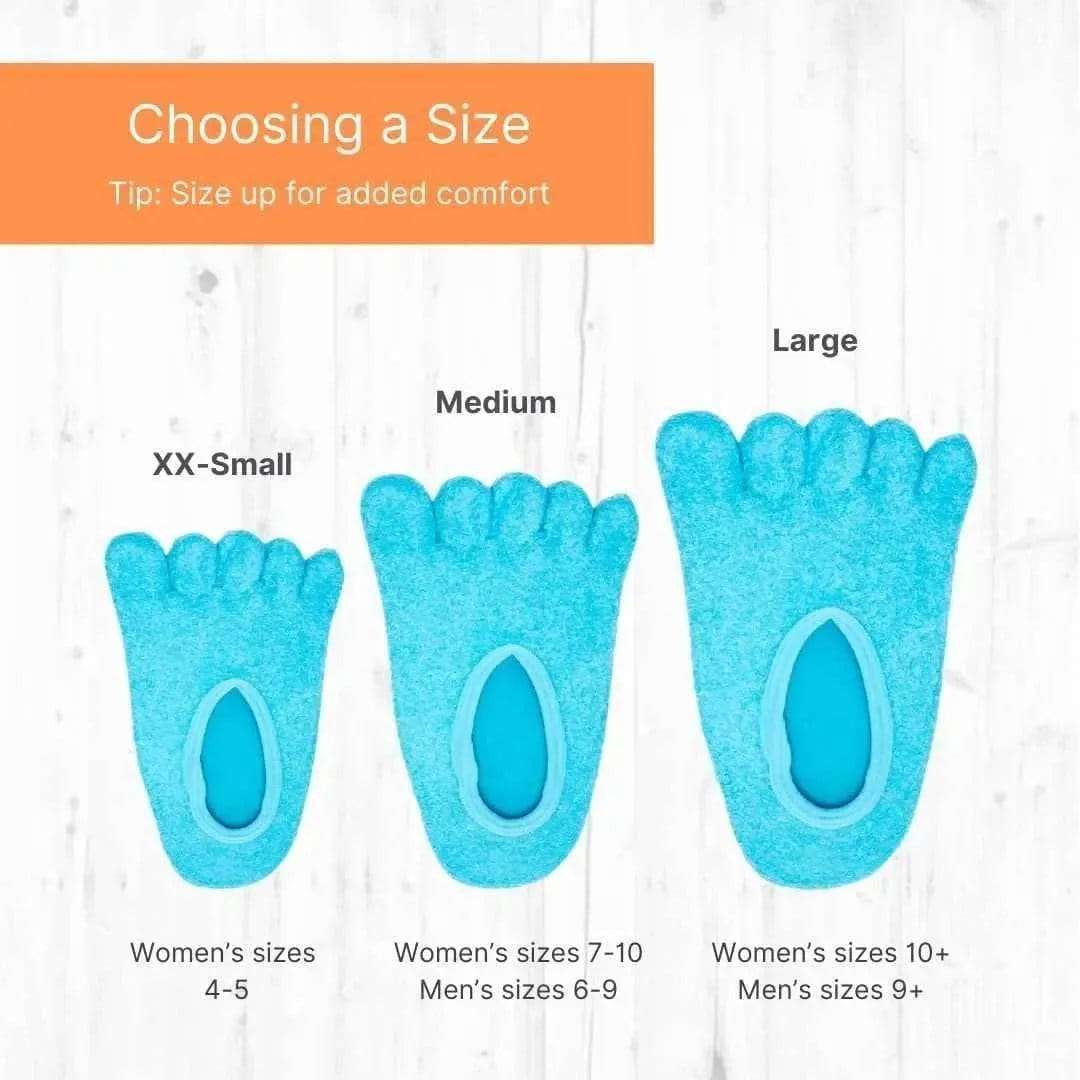 Choosing a Size
Tip: Size up for added comfort
Large
Medium
XX-Small
Women’s sizes
4-5
Women’s sizes 7-10
Men’s sizes 6-9
Women’s sizes 10+
Men’s sizes 9+